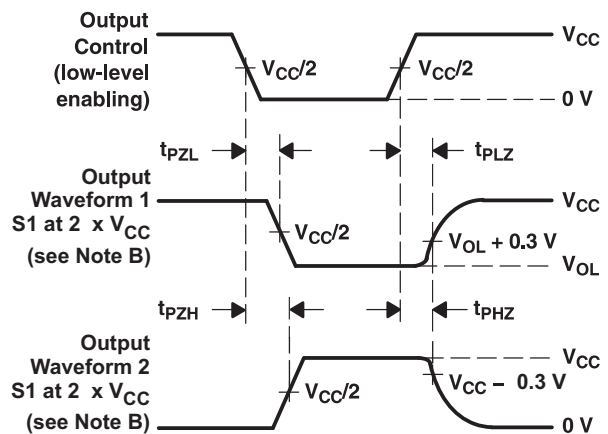 Output
Control
(low-level
enabling)
V_CC
V_CC/2
V_CC/2
0 V
t_PZL
t_PLZ
Output
Waveform 1
S1 at 2 x V_CC
(see Note B)
V_CC
V_CC/2
V_OL + 0.3 V
V_OL
t_PZH
t_PHZ
Output
Waveform 2
S1 at 2 x V_CC
(see Note B)
V_CC
V_CC/2
V_CC − 0.3 V
0 V